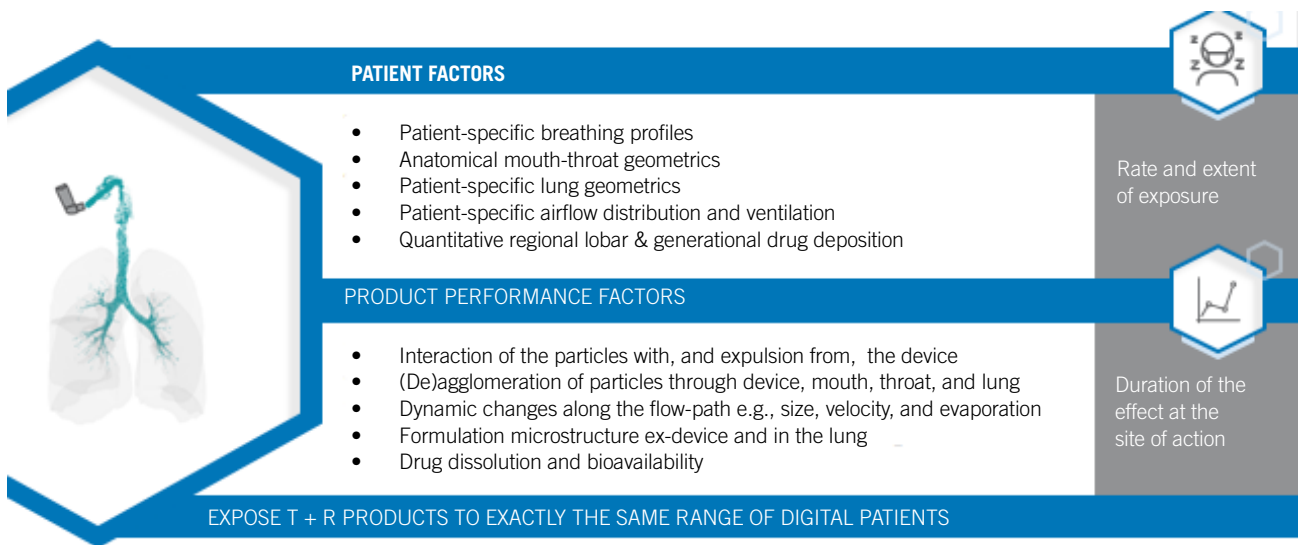 PATIENT FACTORS
• Patient-specific breathing profiles
• Anatomical mouth-throat geometrics
• Patient-specific lung geometrics
• Patient-specific airflow distribution and ventilation
• Quantitative regional lobar & generational drug deposition
z z
z z
Rate and extent
of exposure
PRODUCT PERFORMANCE FACTORS
• Interaction of the particles with, and expulsion from, the device
• (De)agglomeration of particles through device, mouth, throat, and lung
• Dynamic changes along the flow-path e.g., size, velocity, and evaporation
• Formulation microstructure ex-device and in the lung
• Drug dissolution and bioavailability
Duration of the
effect at the
site of action
EXPOSE T + R PRODUCTS TO EXACTLY THE SAME RANGE OF DIGITAL PATIENTS